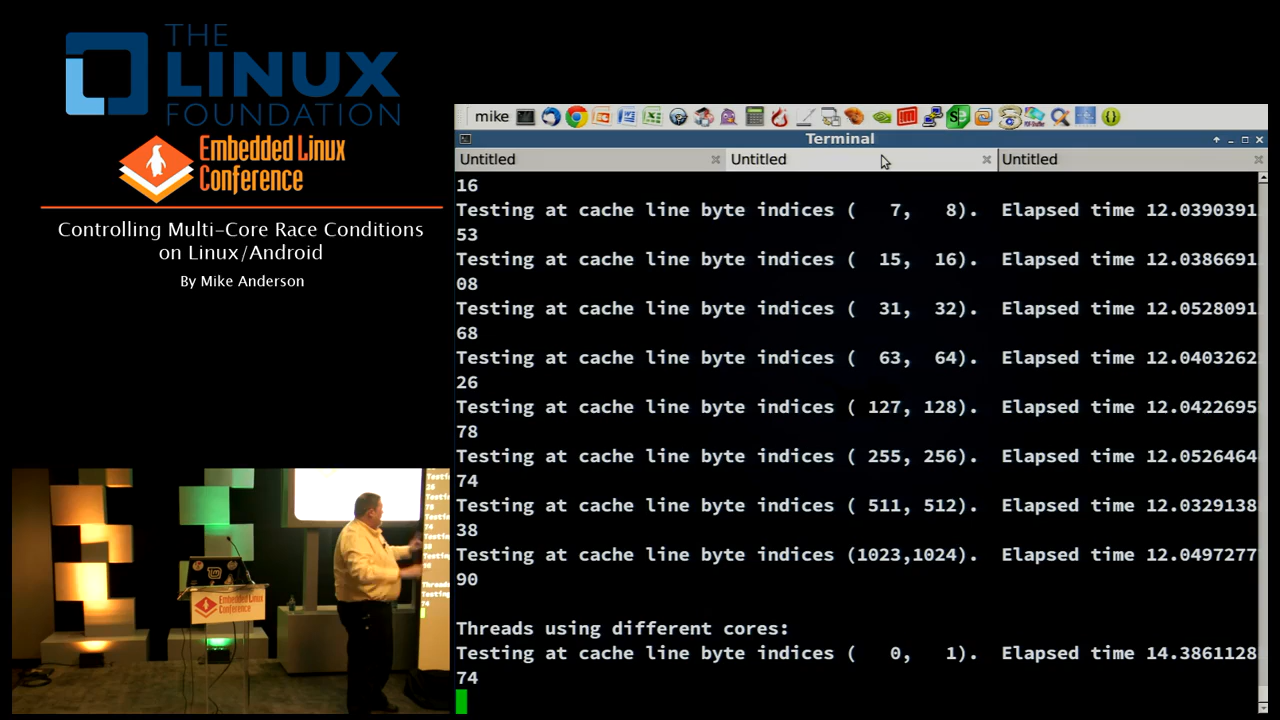 THE
LINUX
FOUNDATION
Embedded Linux
Conference
Controlling Multi-Core Race Conditions
on Linux/Android
By Mike Anderson
mike
Terminal
Untitled Untitled Untitled
16
Testing at cache line byte indices (   7,   8).  Elapsed time 12.0390391
53
Testing at cache line byte indices (  15,  16).  Elapsed time 12.0386691
08
Testing at cache line byte indices (  31,  32).  Elapsed time 12.0528091
68
Testing at cache line byte indices (  63,  64).  Elapsed time 12.0403262
26
Testing at cache line byte indices ( 127, 128).  Elapsed time 12.0422695
78
Testing at cache line byte indices ( 255, 256).  Elapsed time 12.0526464
74
Testing at cache line byte indices ( 511, 512).  Elapsed time 12.0329138
38
Testing at cache line byte indices (1023,1024).  Elapsed time 12.0497277
90
Threads using different cores:
Testing at cache line byte indices (   0,   1).  Elapsed time 14.3861128
74
Embedded Linux
Conference